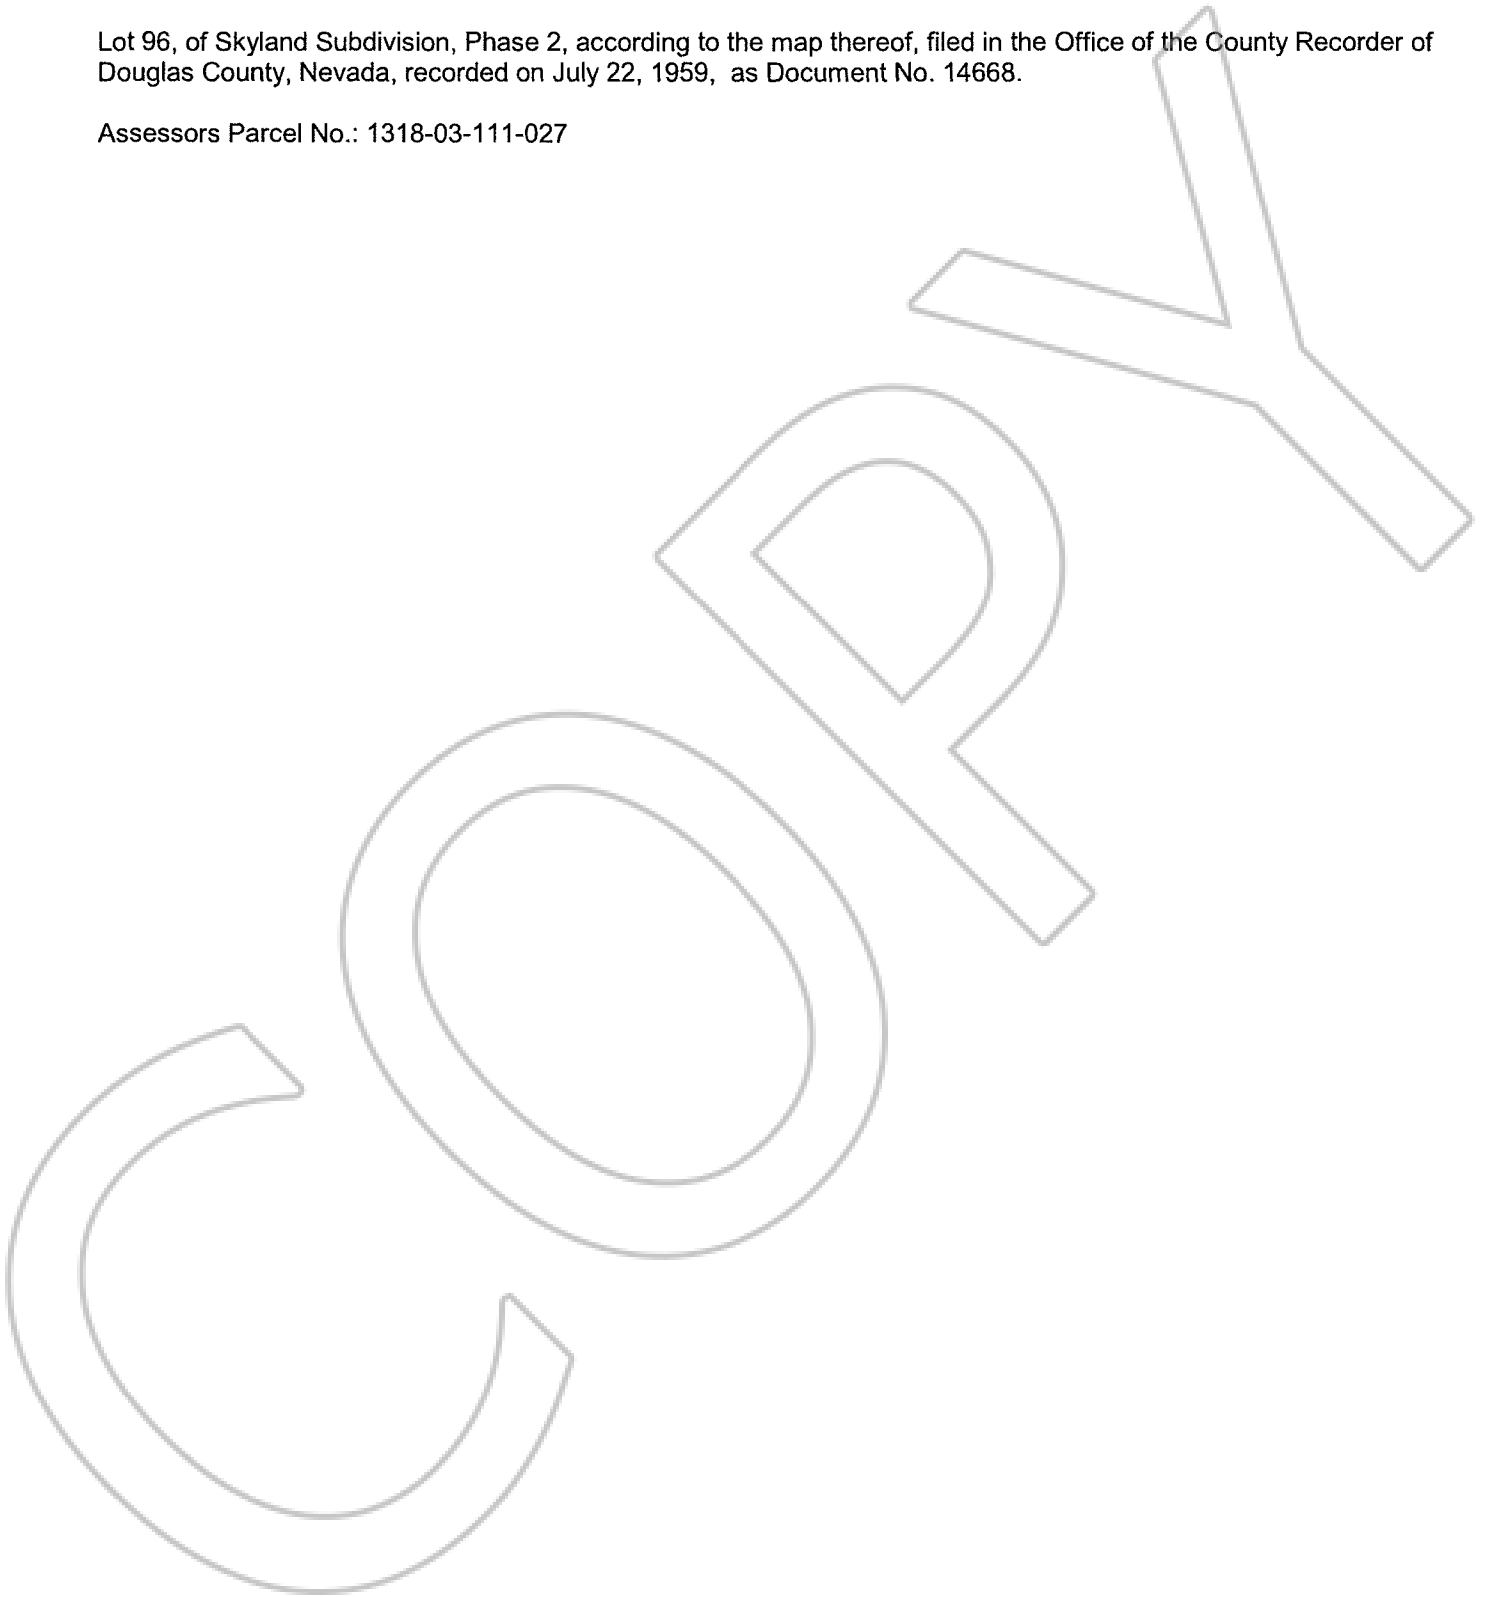 Lot 96, of Skyland Subdivision, Phase 2, according to the map thereof, filed in the Office of the County Recorder of
Douglas County, Nevada, recorded on July 22, 1959,  as Document No. 14668.
Assessors Parcel No.: 1318-03-111-027
COPY